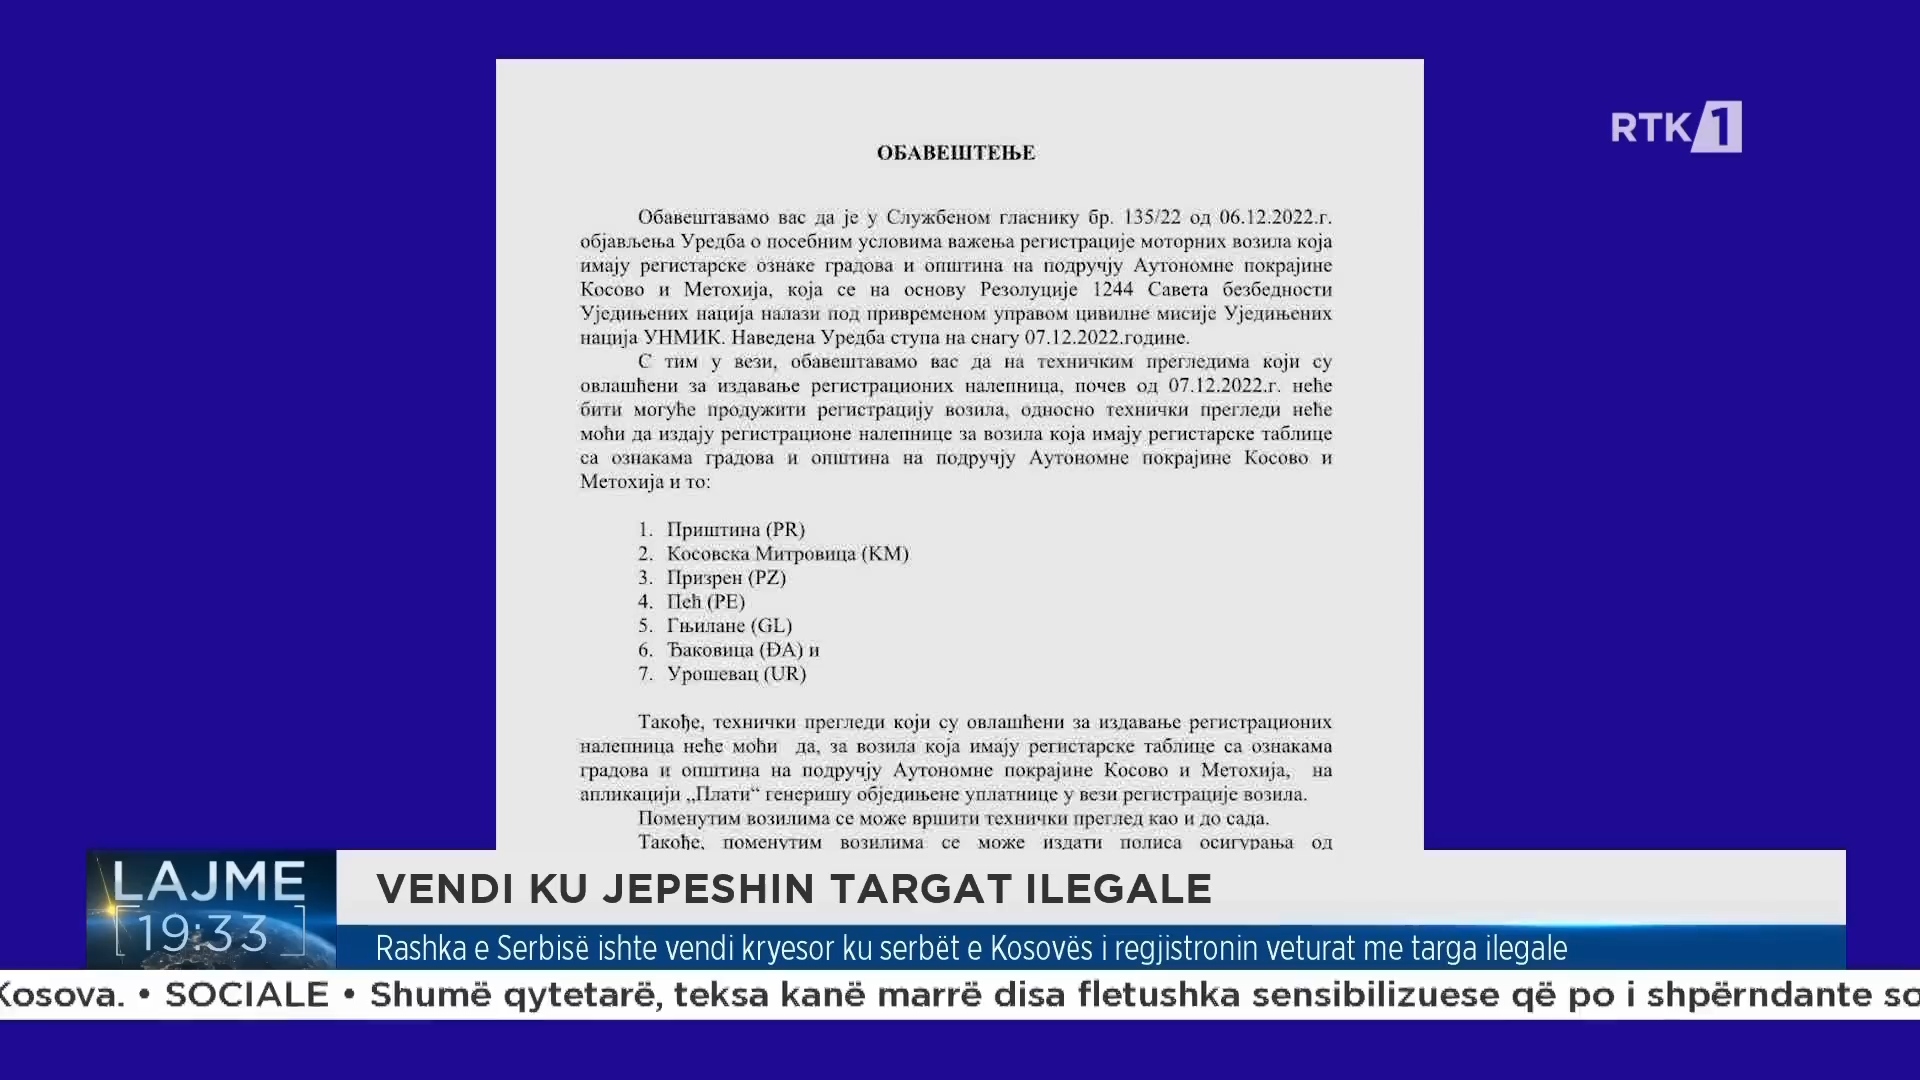 RTK/1
ОБАВЕШТЕЊЕ
Обавештавамо вас да је у Службеном гласнику бр. 135/22 од 06.12.2022.г.
објављења Уредба о посебним условима важења регистрације моторних возила која
имају регистарске ознаке градова и општина на подручју Аутономне покрајине
Косово и Метохија, која се на основу Резолуције 1244 Савета безбедности
Уједињених нација налази под привременом управом цивилне мисије Уједињених
нација УНМИК. Наведена Уредба ступа на снагу 07.12.2022.године.
С тим у вези, обавештавамо вас да на техничким прегледима који су
овлашћени за издавање регистрационих налепница, почев од 07.12.2022.г. неће
бити могуће продужити регистрацију возила, односно технички прегледи неће
моћи да издају регистрационе налепнице за возила која имају регистарске таблице
са ознакама градова и општина на подручју Аутономне покрајине Косово и
Метохија и то:
1. Приштина (PR)
2. Косовска Митровица (KM)
3. Призрен (PZ)
4. Пећ (PE)
5. Гњилане (GL)
6. Ђаковица (ĐA) и
7. Урошевац (UR)
Такође, технички прегледи који су овлашћени за издавање регистрационих
налепница неће моћи да, за возила која имају регистарске таблице са ознакама
градова и општина на подручју Аутономне покрајине Косово и Метохија, на
апликацији „Плати“ генеришу обједињене уплатнице у вези регистрације возила.
Поменутим возилима се може вршити технички преглед као и до сада.
Такође, поменутим возилима се може издати полиса осигурања од
LAJME
19:33
VENDI KU JEPESHIN TARGAT ILEGALE
Rashka e Serbisë ishte vendi kryesor ku serbët e Kosovës i regjistronin veturat me targa ilegale
Kosova. • SOCIALE • Shumë qytetarë, teksa kanë marrë disa fletushka sensibilizuese që po i shpërndante so